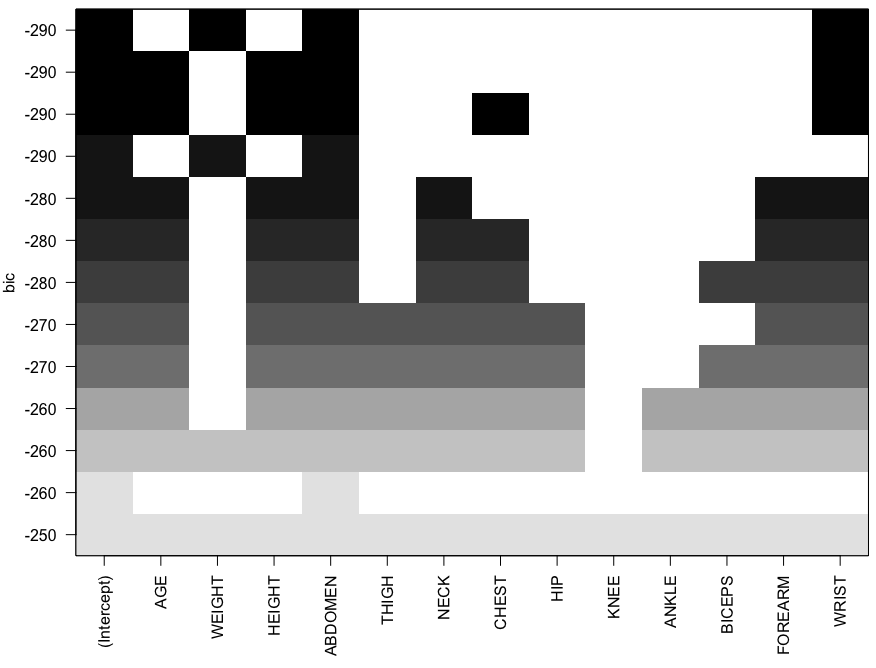 -290
-290
-290
-290
-280
-280
-280
-270
-270
-260
-260
-260
-250
bic
(Intercept)
AGE
WEIGHT
HEIGHT
ABDOMEN
THIGH
NECK
CHEST
HIP
KNEE
ANKLE
BICEPS
FOREARM
WRIST